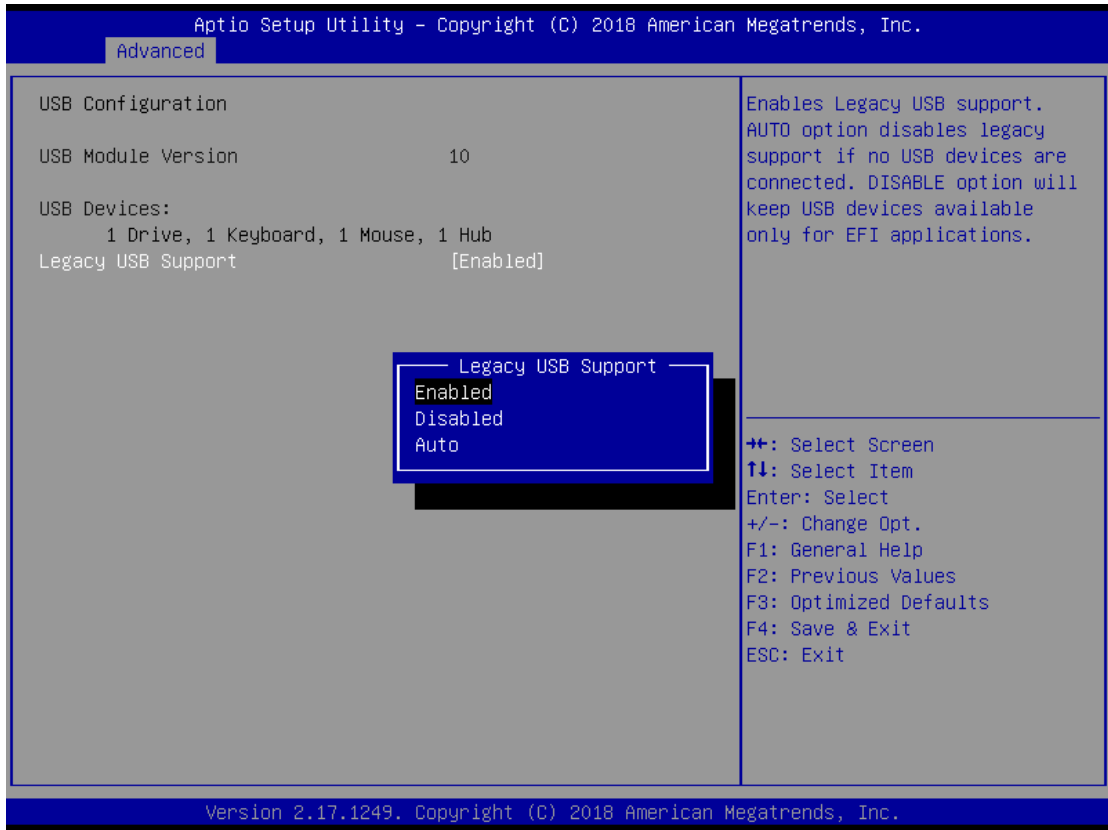 Aptio Setup Utility – Copyright (C) 2018 American Megatrends, Inc.
Advanced
USB Configuration
USB Module Version 10
USB Devices:
1 Drive, 1 Keyboard, 1 Mouse, 1 Hub
Legacy USB Support [Enabled]
Legacy USB Support
Enabled
Disabled
Auto
Enables Legacy USB support.
AUTO option disables legacy
support if no USB devices are
connected. DISABLE option will
keep USB devices available
only for EFI applications.
→←: Select Screen
↑↓: Select Item
Enter: Select
+/-: Change Opt.
F1: General Help
F2: Previous Values
F3: Optimized Defaults
F4: Save & Exit
ESC: Exit
Version 2.17.1249. Copyright (C) 2018 American Megatrends, Inc.